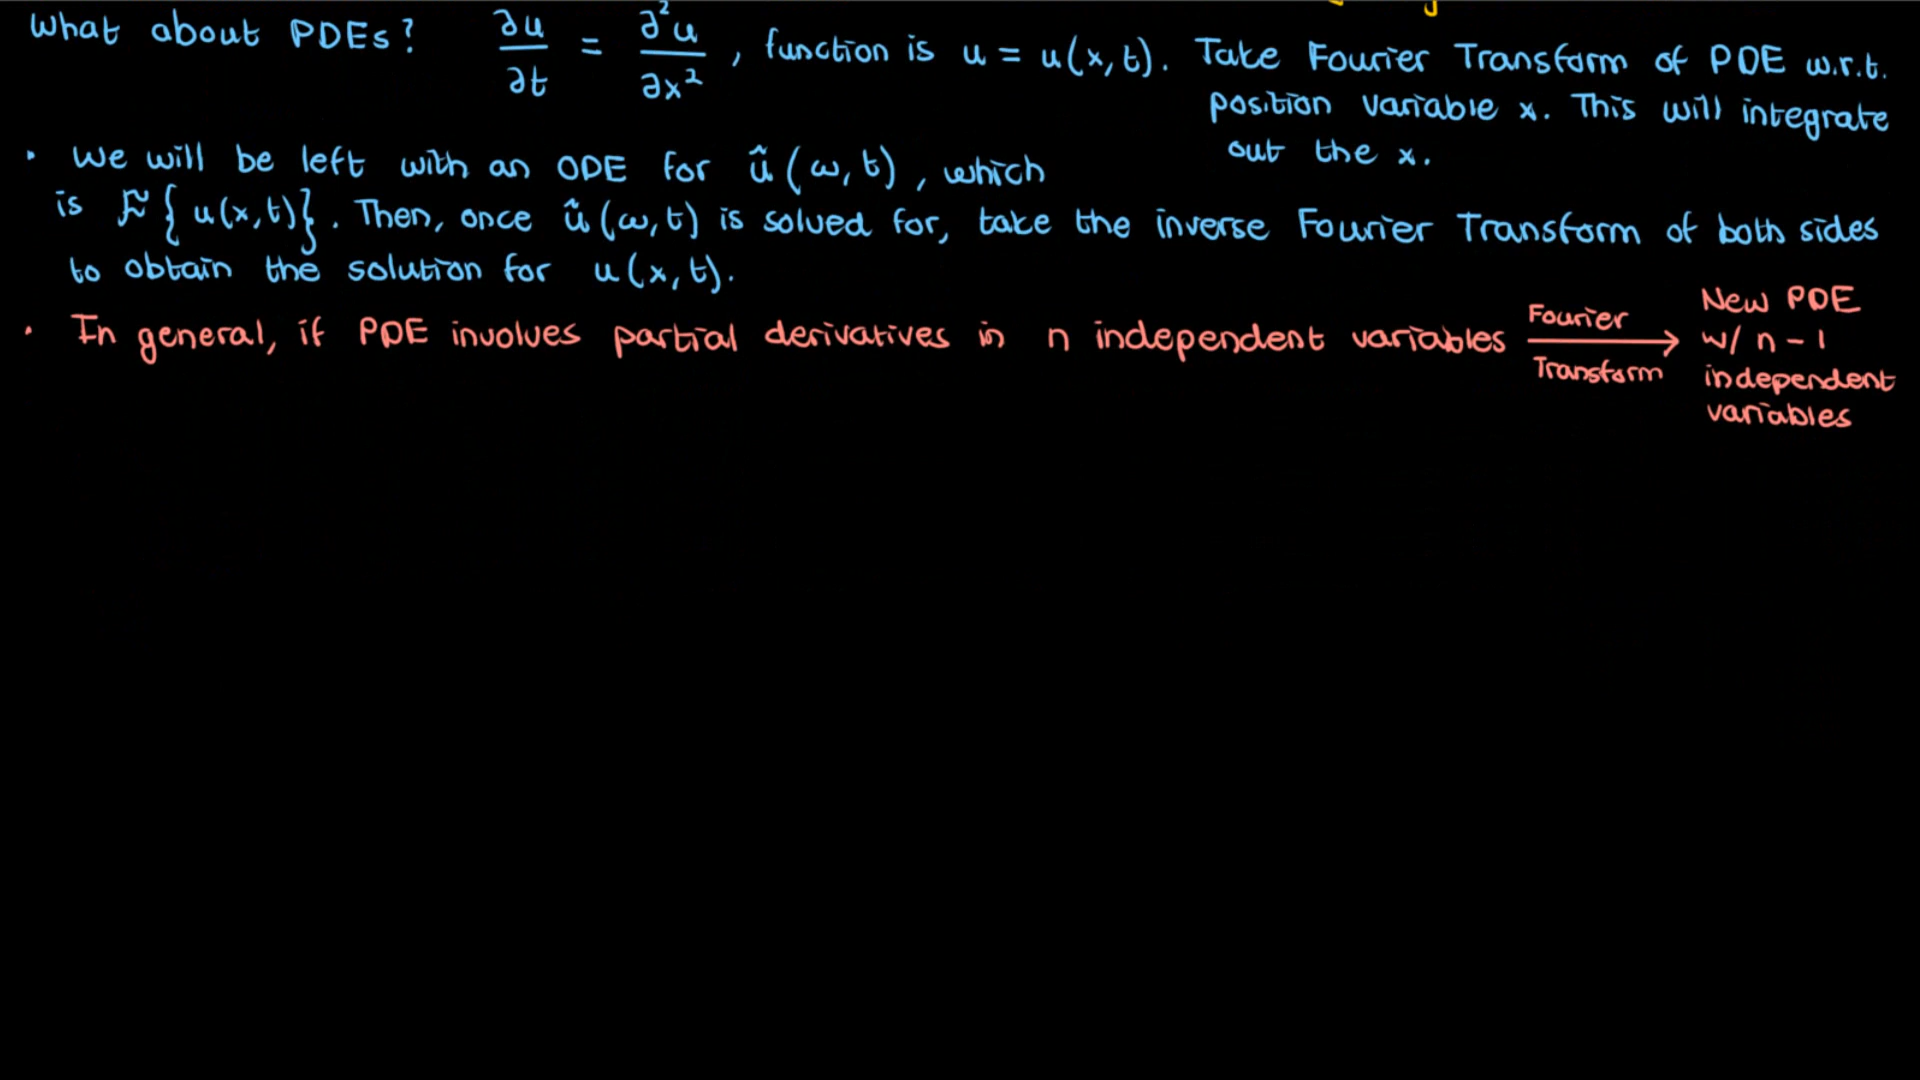 What about PDEs? ∂u/∂t = ∂²u/∂x², function is u = u(x,t). Take Fourier Transform of PDE w.r.t.
position variable x. This will integrate
out the x.
• We will be left with an ODE for û(ω,t), which
is ℱ{u(x,t)}. Then, once û(ω,t) is solved for, take the inverse Fourier Transform of both sides
to obtain the solution for u(x,t).
• In general, if PDE involves partial derivatives in n independent variables
Fourier
Transform
→
New PDE
w/ n-1
independent
variables